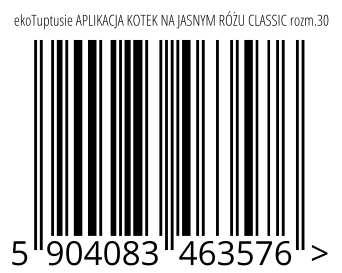 ekoTuptusie APLIKACJA KOTEK NA JASNYM RÓŻU CLASSIC rozm.30
5 904083 463576 >